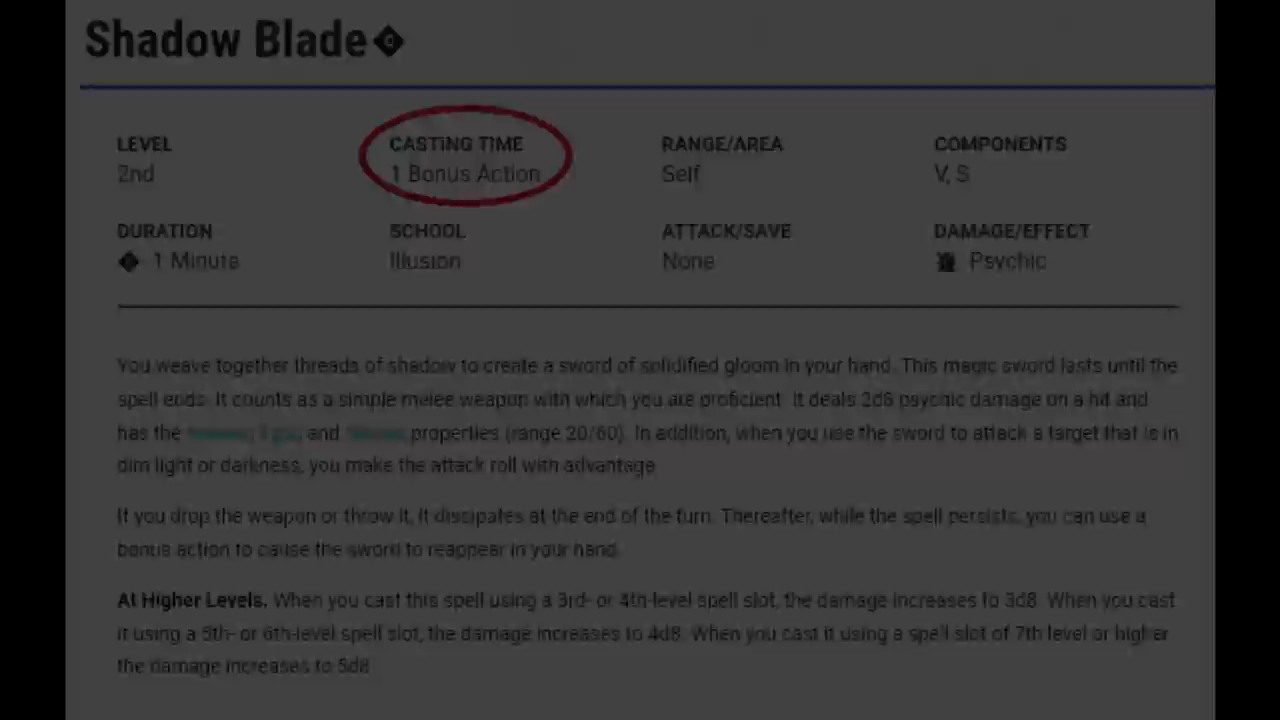 Shadow Blade
LEVEL
2nd
CASTING TIME
1 Bonus Action
RANGE/AREA
Self
COMPONENTS
V, S
DURATION
1 Minute
SCHOOL
Illusion
ATTACK/SAVE
None
DAMAGE/EFFECT
Psychic
You weave together threads of shadow to create a sword of solidified gloom in your hand. This magic sword lasts until the
spell ends. It counts as a simple melee weapon with which you are proficient. It deals 2d8 psychic damage on a hit and
has the and properties (range 20/60). In addition, when you use the sword to attack a target that is in
dim light or darkness, you make the attack roll with advantage.
If you drop the weapon or throw it, it dissipates at the end of the turn. Thereafter, while the spell persists, you can use a
bonus action to cause the sword to reappear in your hand.
At Higher Levels. When you cast this spell using a 3rd- or 4th-level spell slot, the damage increases to 3d8. When you cast
it using a 5th- or 6th-level spell slot, the damage increases to 4d8. When you cast it using a spell slot of 7th level or higher
the damage increases to 5d8.